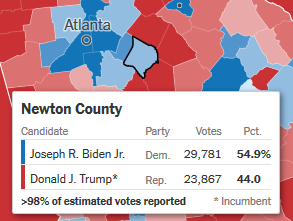 Atlanta
Newton County
Candidate Party Votes Pct.
Joseph R. Biden Jr. Dem. 29,781 54.9%
Donald J. Trump* Rep. 23,867 44.0
>98% of estimated votes reported * Incumbent